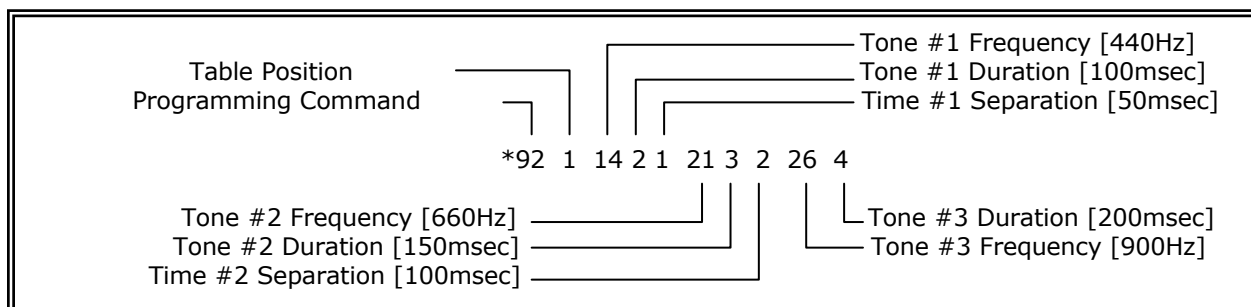 Tone #1 Frequency [440Hz]
Table Position
Tone #1 Duration [100msec]
Programming Command
Time #1 Separation [50msec]
*92 1 14 2 1 21 3 2 26 4
Tone #2 Frequency [660Hz]
Tone #3 Duration [200msec]
Tone #2 Duration [150msec]
Tone #3 Frequency [900Hz]
Time #2 Separation [100msec]